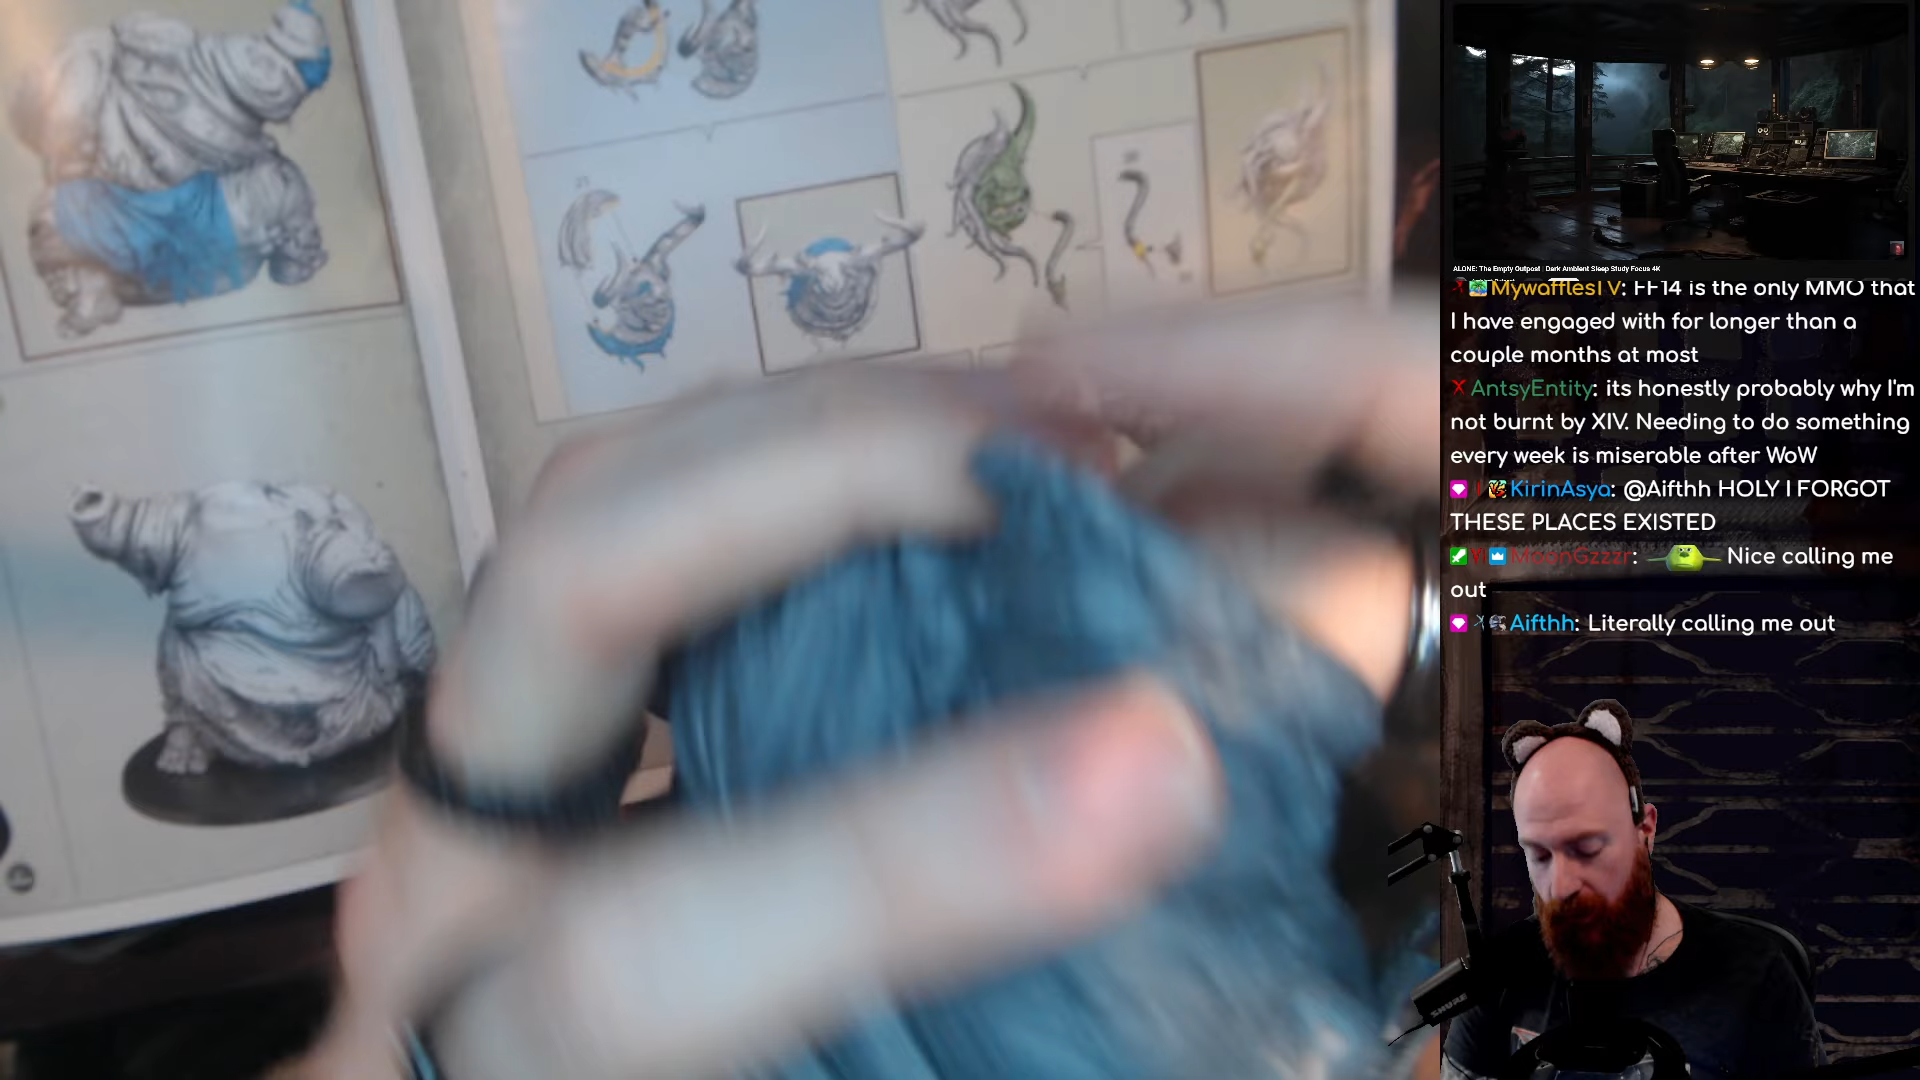 ALONE: The Empty Outpost | Dark Ambient Sleep Study Focus 4K
MywafflesTV: FF14 is the only MMO that
I have engaged with for longer than a
couple months at most
AntsyEntity: its honestly probably why I'm
not burnt by XIV. Needing to do something
every week is miserable after WoW
KirinAsya: @Aifthh HOLY I FORGOT
THESE PLACES EXISTED
MoonGzzzr: Nice calling me
out
Aifthh: Literally calling me out
SHURE